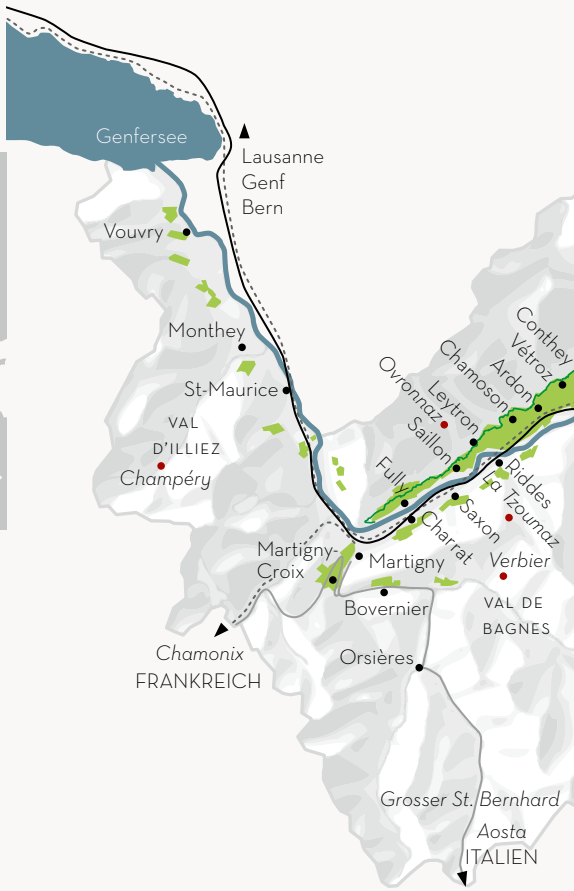 Genfersee
Lausanne
Genf
Bern
Vouvry
Monthey
St-Maurice
VAL
D'ILLIEZ
Champéry
Conthey
Vétroz
Ardon
Chamoson
Leytron
Ovronnaz
Saillon
Fully
Riddes
La Tzoumaz
Saxon
Charrat
Martigny-
Croix
Martigny
Verbier
Bovernier
VAL DE
BAGNES
Chamonix
FRANKREICH
Orsières
Grosser St. Bernhard
Aosta
ITALIEN